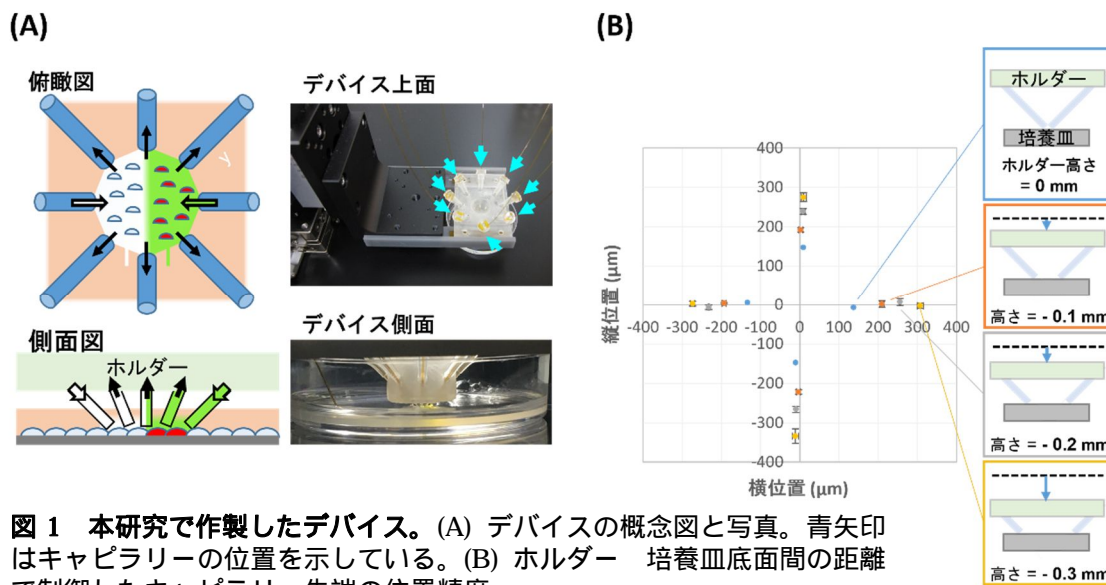 (A)
俯瞰図
y
側面図
ホルダー
デバイス上面
デバイス側面
(B)
縦位置 (μm)
400
300
200
100
0
-100
-200
-300
-400
-400 -300 -200 -100 0 100 200 300 400
横位置 (μm)
ホルダー
培養皿
ホルダー高さ
= 0 mm
高さ = - 0.1 mm
高さ = - 0.2 mm
高さ = - 0.3 mm
図 1 本研究で作製したデバイス。(A) デバイスの概念図と写真。青矢印
はキャピラリーの位置を示している。(B) ホルダー 培養皿底面間の距離